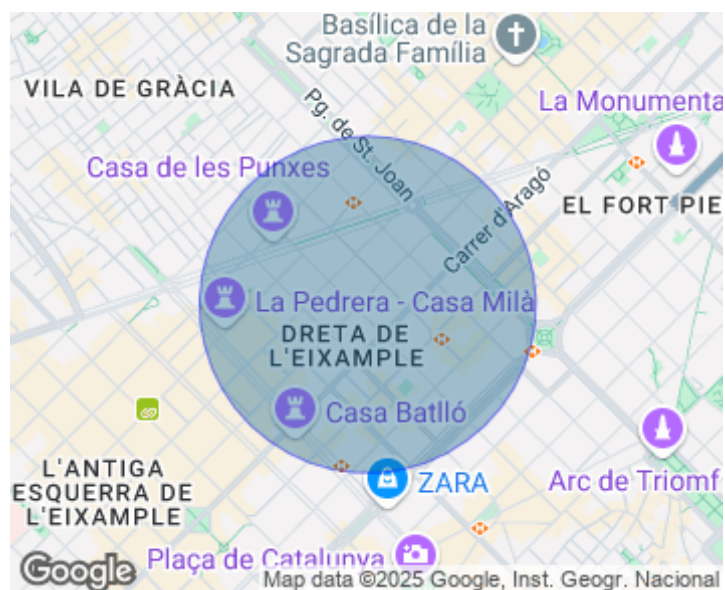 Basílica de la
Sagrada Família
VILA DE GRÀCIA
La Monumenta
Pg. de St. Joan
Casa de les Punxes
Carrer d'Aragó
EL FORT PIE
La Pedrera - Casa Milà
DRETA DE
L'EIXAMPLE
Casa Batlló
L'ANTIGA
ESQUERRA DE
L'EIXAMPLE
ZARA
Arc de Triomf
Plaça de Catalunya
Google
Map data ©2025 Google, Inst. Geogr. Nacional